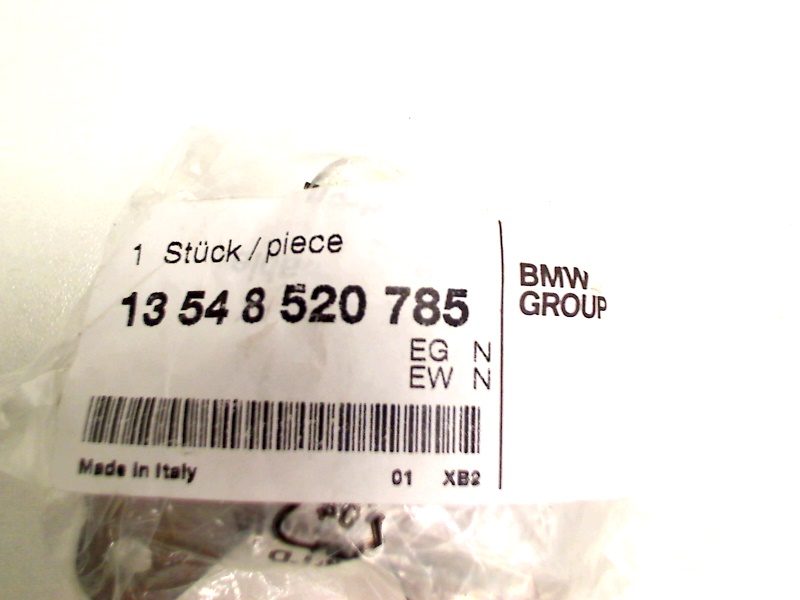 1 Stück / piece
13 54 8 520 785
EG N
EW N
Made in Italy 01 XB2
BMW
GROUP